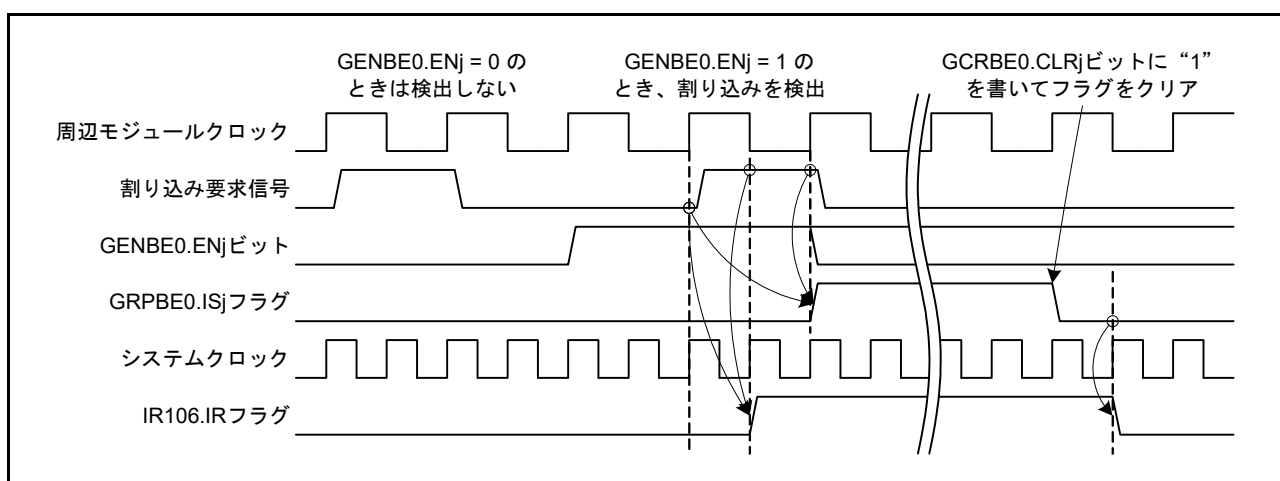 GENBE0.ENj = 0 の
ときは検出しない
GENBE0.ENj = 1 の
とき、割り込みを検出
GCRBE0.CLRjビットに“1”
を書いてフラグをクリア
周辺モジュールクロック
割り込み要求信号
GENBE0.ENjビット
GRPBE0.ISjフラグ
システムクロック
IR106.IRフラグ